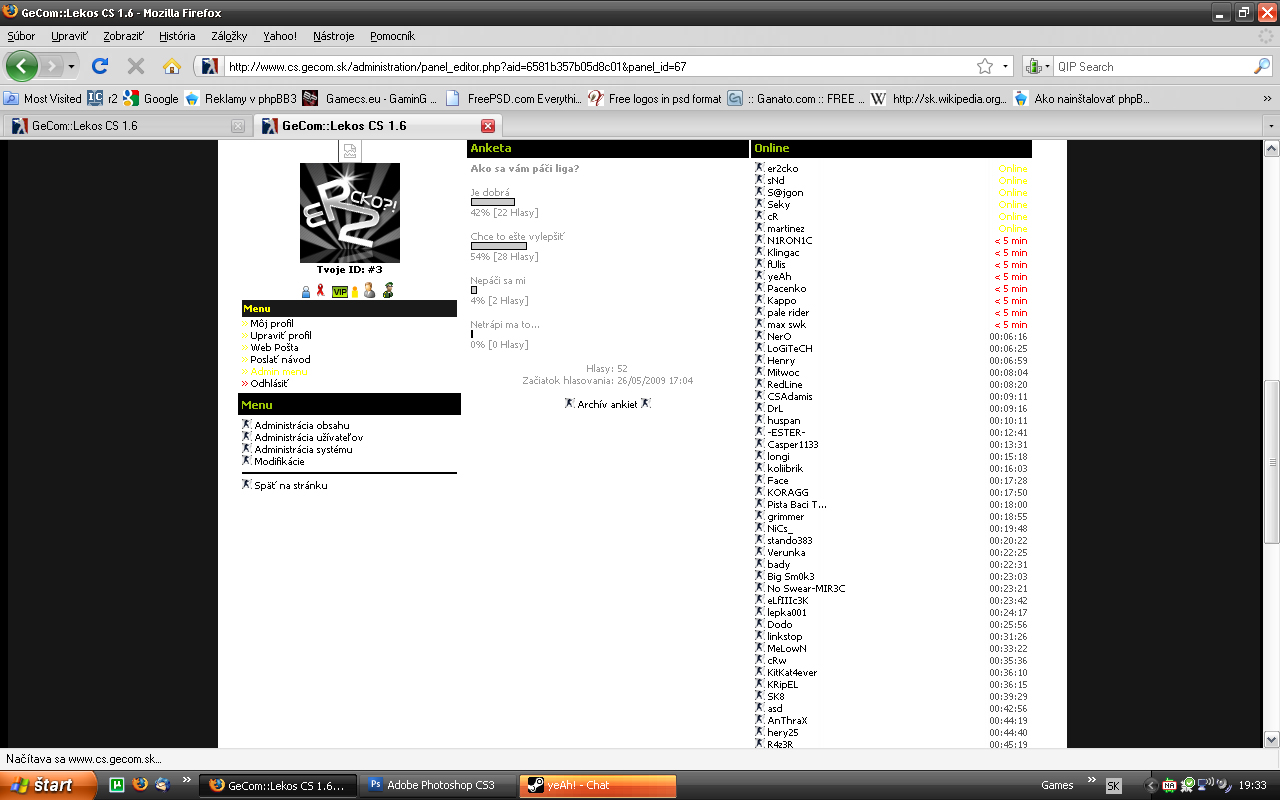 GeCom::Lekos CS 1.6 - Mozilla Firefox
Súbor Upraviť Zobraziť História Záložky Yahoo! Nástroje Pomocník
http://www.cs.gecom.sk/administration/panel_editor.php?aid=6581b357b05d8c01&panel_id=67 QIP Search
Most Visited r2 Google Reklamy v phpBB3 Gamecs.eu - GaminG ... FreePSD.com Everythi... Free logos in psd format :: Ganato.com :: FREE ... http://sk.wikipedia.org... Ako nainštalovať phpB... »
GeCom::Lekos CS 1.6 GeCom::Lekos CS 1.6
ER2CKO?!
Tvoje ID: #3
VIP
Menu
Môj profil
Upraviť profil
Web Pošta
Poslať návod
Admin menu
Odhlásiť
Menu
Administrácia obsahu
Administrácia užívateľov
Administrácia systému
Modifikácie
Späť na stránku
Anketa
Ako sa vám páči liga?
Je dobrá
42% [22 Hlasy]
Chce to ešte vylepšiť
54% [28 Hlasy]
Nepáči sa mi
4% [2 Hlasy]
Netrápi ma to...
0% [0 Hlasy]
Hlasy: 52
Začiatok hlasovania: 26/05/2009 17:04
Archív ankiet
Online
er2cko Online
sNd Online
S@jgon Online
Seky Online
cR Online
martinez Online
N1RON1C < 5 min
Klingac < 5 min
fUlis < 5 min
yeAh < 5 min
Pacenko < 5 min
Kappo < 5 min
pale rider < 5 min
max swk < 5 min
NerO 00:06:16
LoGiTeCH 00:06:25
Henry 00:06:59
Mitwoc 00:08:04
RedLine 00:08:20
CSAdamis 00:09:11
DrL 00:09:16
huspan 00:10:11
-ESTER- 00:12:41
Casper1133 00:13:31
longi 00:15:18
koliibrik 00:16:03
Face 00:17:28
KORAGG 00:17:50
Pista Baci T... 00:18:00
grimmer 00:18:55
NiCs_ 00:19:48
stando383 00:20:22
Verunka 00:22:25
bady 00:22:31
Big Sm0k3 00:23:03
No Swear-MIR3C 00:23:21
eLfIIIc3K 00:23:42
lepka001 00:24:17
Dodo 00:25:56
linkstop 00:31:26
MeLowN 00:33:22
cRw 00:35:36
KitKat4ever 00:36:10
KRipEL 00:36:15
SK8 00:39:29
asd 00:42:56
AnThraX 00:44:19
hery25 00:44:40
R4z3R 00:45:19
Načítava sa www.cs.gecom.sk...
štart » GeCom::Lekos CS 1.6... Adobe Photoshop CS3 yeAh! - Chat Games » SK 19:33